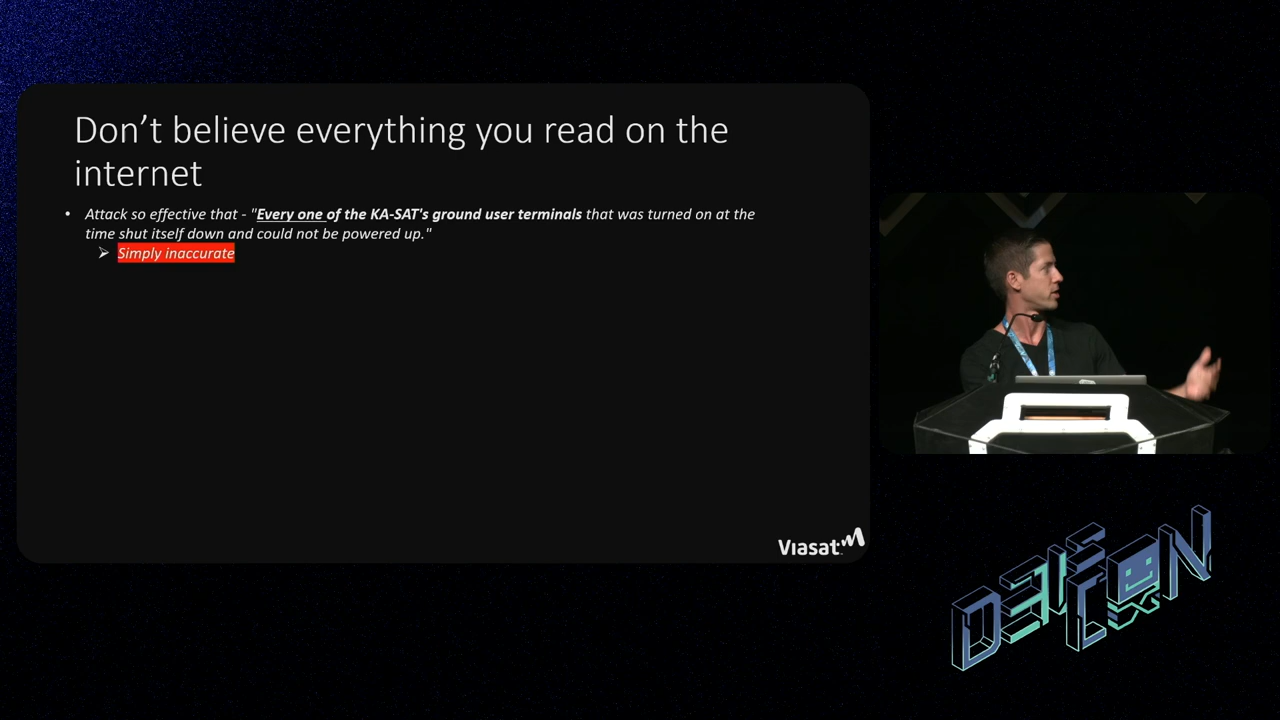 Don’t believe everything you read on the
internet
• Attack so effective that - "Every one of the KA-SAT's ground user terminals that was turned on at the
time shut itself down and could not be powered up."
➢ Simply inaccurate
Viasat
DEF
CON